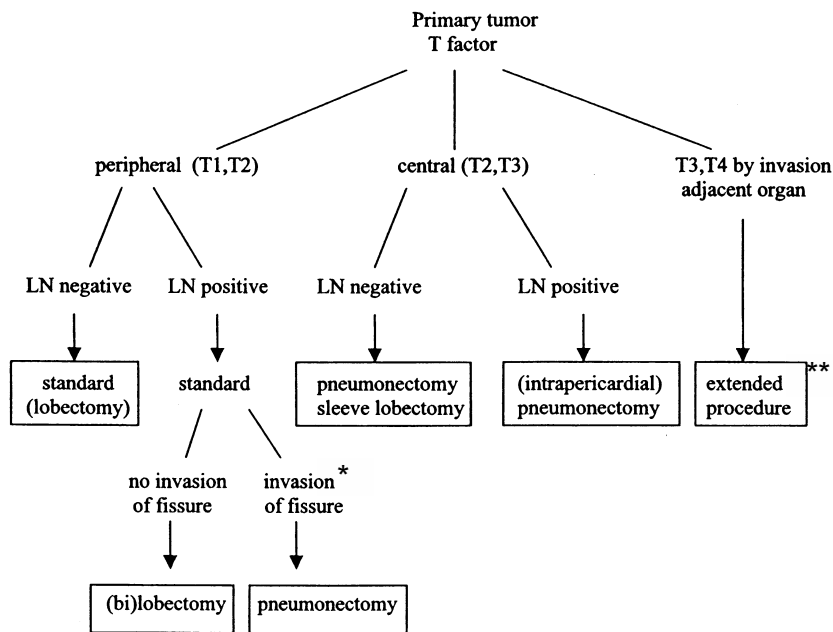 Primary tumor
T factor
peripheral (T1,T2)
central (T2,T3)
T3,T4 by invasion
adjacent organ
LN negative
LN positive
LN negative
LN positive
standard
(lobectomy)
standard
pneumonectomy
sleeve lobectomy
(intrapericardial)
pneumonectomy
extended
procedure
**
no invasion
of fissure
invasion*
of fissure
(bi)lobectomy
pneumonectomy